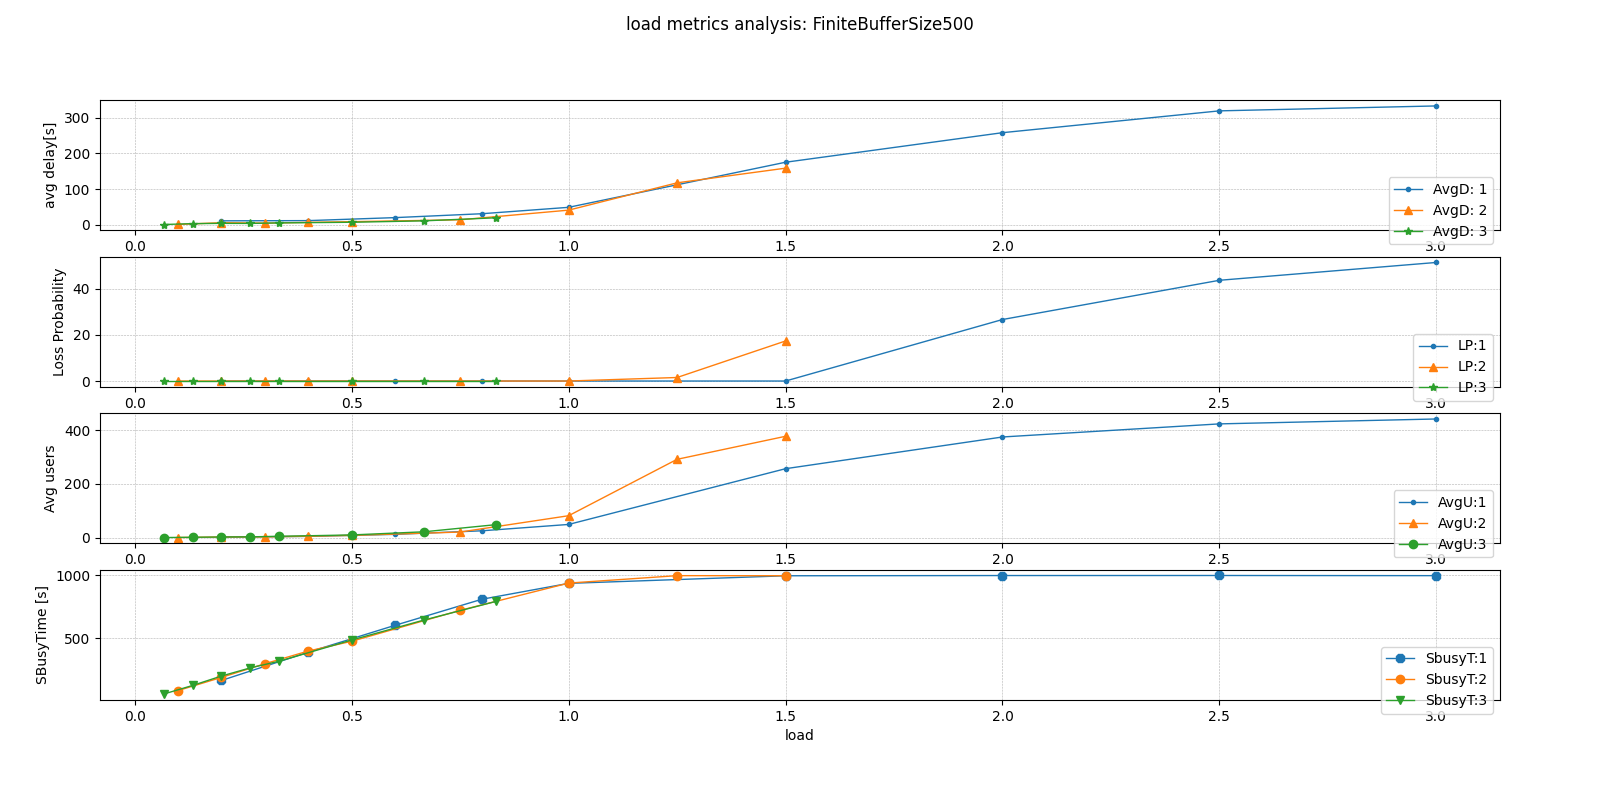 load metrics analysis: FiniteBufferSize500
avg delay[s]
300
200
100
0
AvgD: 1
AvgD: 2
AvgD: 3
0.0 0.5 1.0 1.5 2.0 2.5 3.0
Loss Probability
40
20
0
LP:1
LP:2
LP:3
0.0 0.5 1.0 1.5 2.0 2.5 3.0
Avg users
400
200
0
AvgU:1
AvgU:2
AvgU:3
0.0 0.5 1.0 1.5 2.0 2.5 3.0
SBusyTime [s]
1000
500
SbusyT:1
SbusyT:2
SbusyT:3
0.0 0.5 1.0 1.5 2.0 2.5 3.0
load